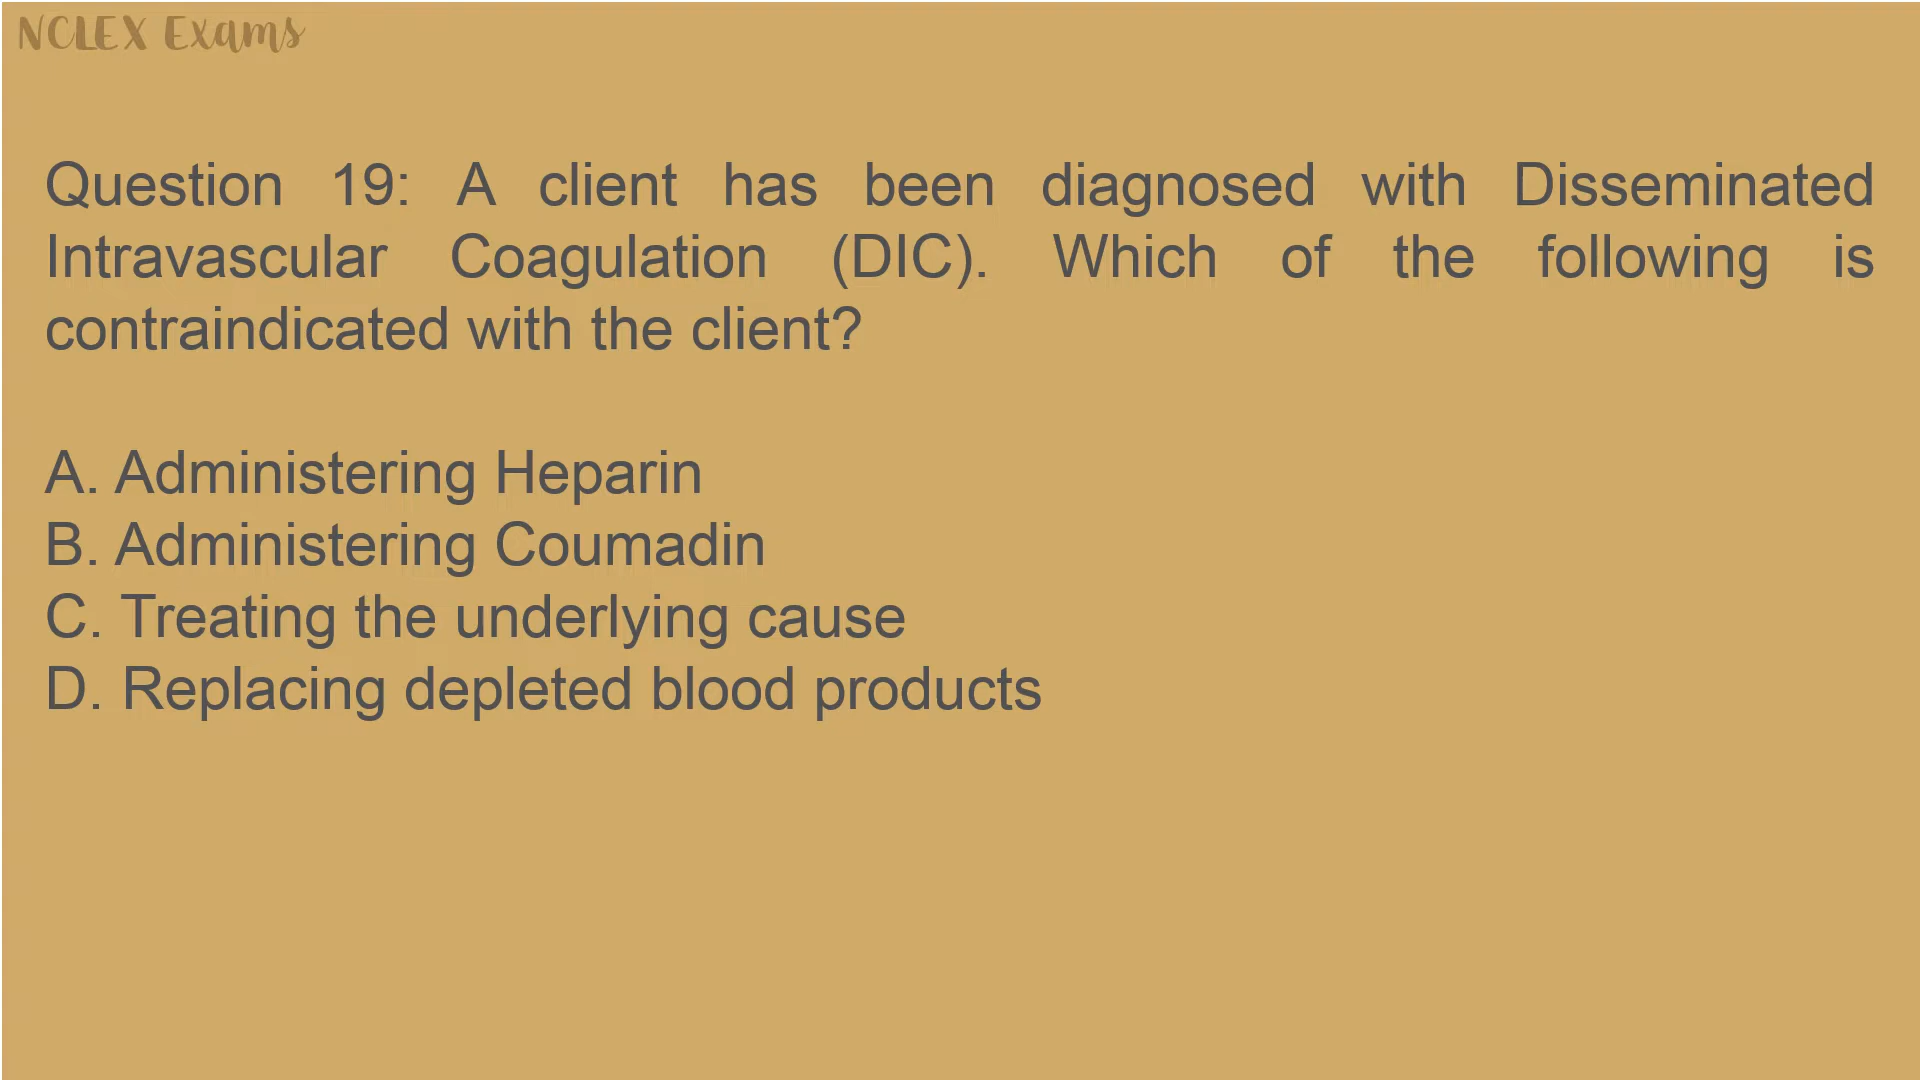 NCLEX Exams
Question 19: A client has been diagnosed with Disseminated
Intravascular Coagulation (DIC). Which of the following is
contraindicated with the client?
A. Administering Heparin
B. Administering Coumadin
C. Treating the underlying cause
D. Replacing depleted blood products